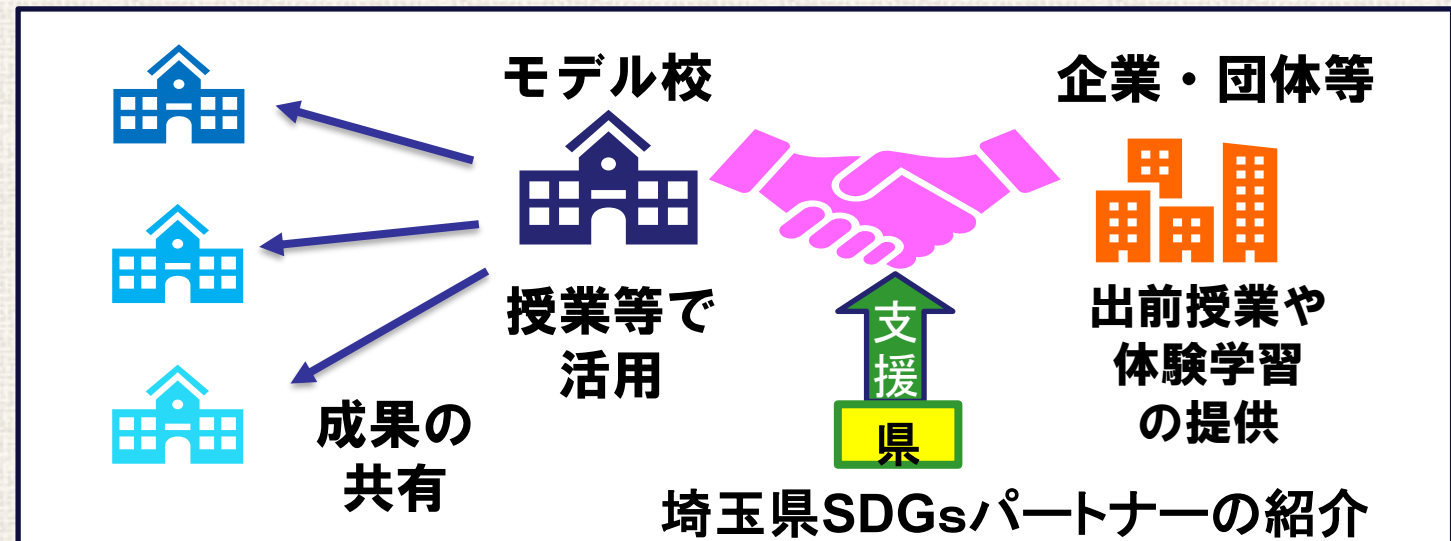 モデル校
企業・団体等
授業等で
活用
支
援
出前授業や
体験学習
の提供
成果の
共有
県
埼玉県SDGsパートナーの紹介